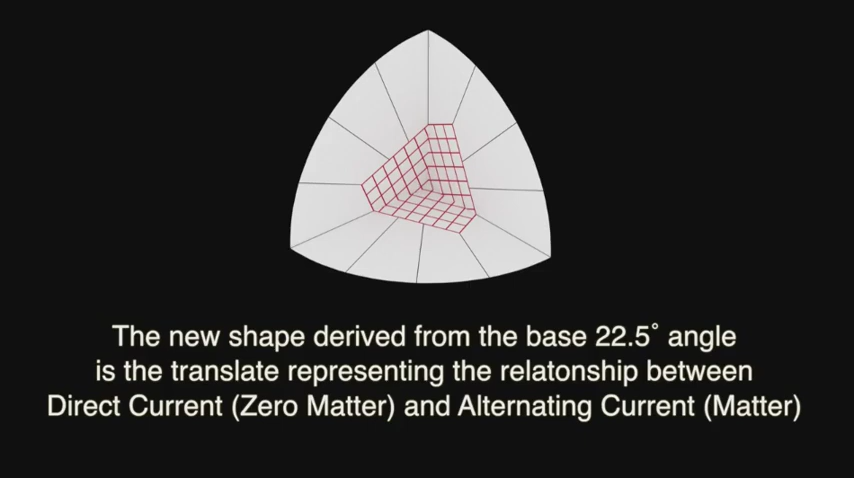 The new shape derived from the base 22.5˚ angle
is the translate representing the relatonship between
Direct Current (Zero Matter) and Alternating Current (Matter)